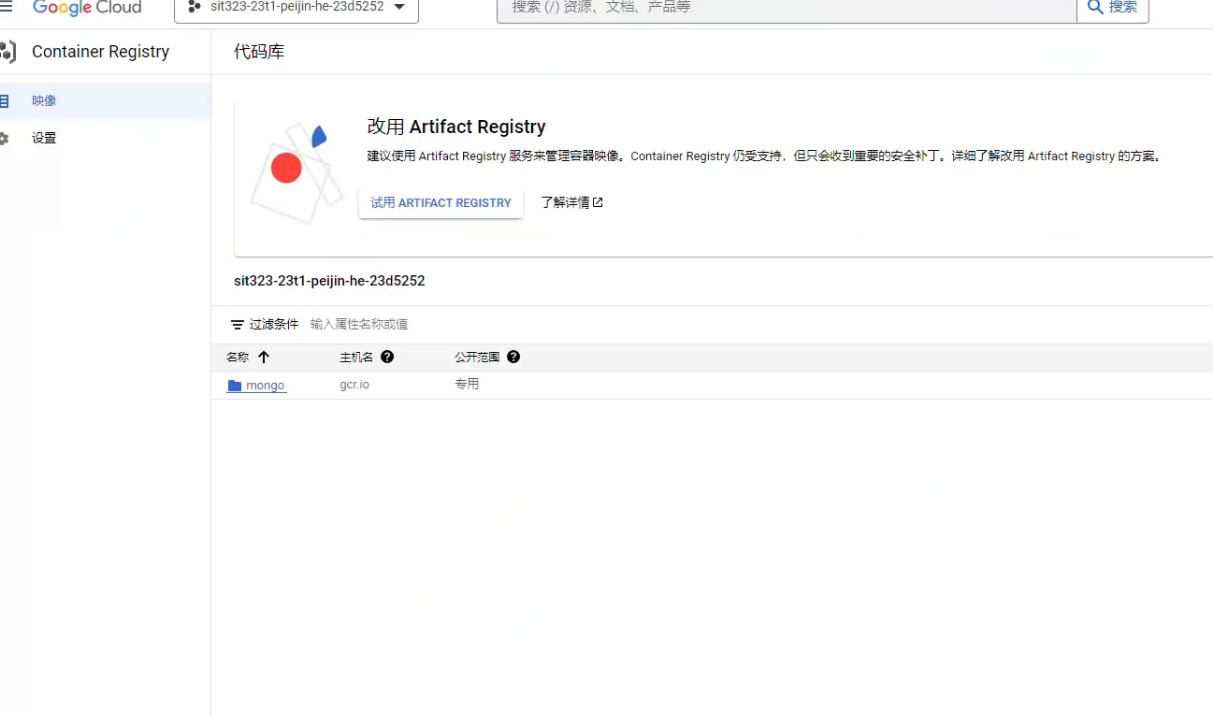 Google Cloud
sit323-23t1-peijin-he-23d5252
搜索 (/) 资源、文档、产品等
搜索
Container Registry
代码库
映像
设置
改用 Artifact Registry
建议使用 Artifact Registry 服务来管理容器映像。Container Registry 仍受支持，但只会收到重要的安全补丁。详细了解改用 Artifact Registry 的方案。
试用 ARTIFACT REGISTRY
了解详情
sit323-23t1-peijin-he-23d5252
过滤条件 输入属性名称或值
名称 主机名 公开范围
mongo gcr.io 专用